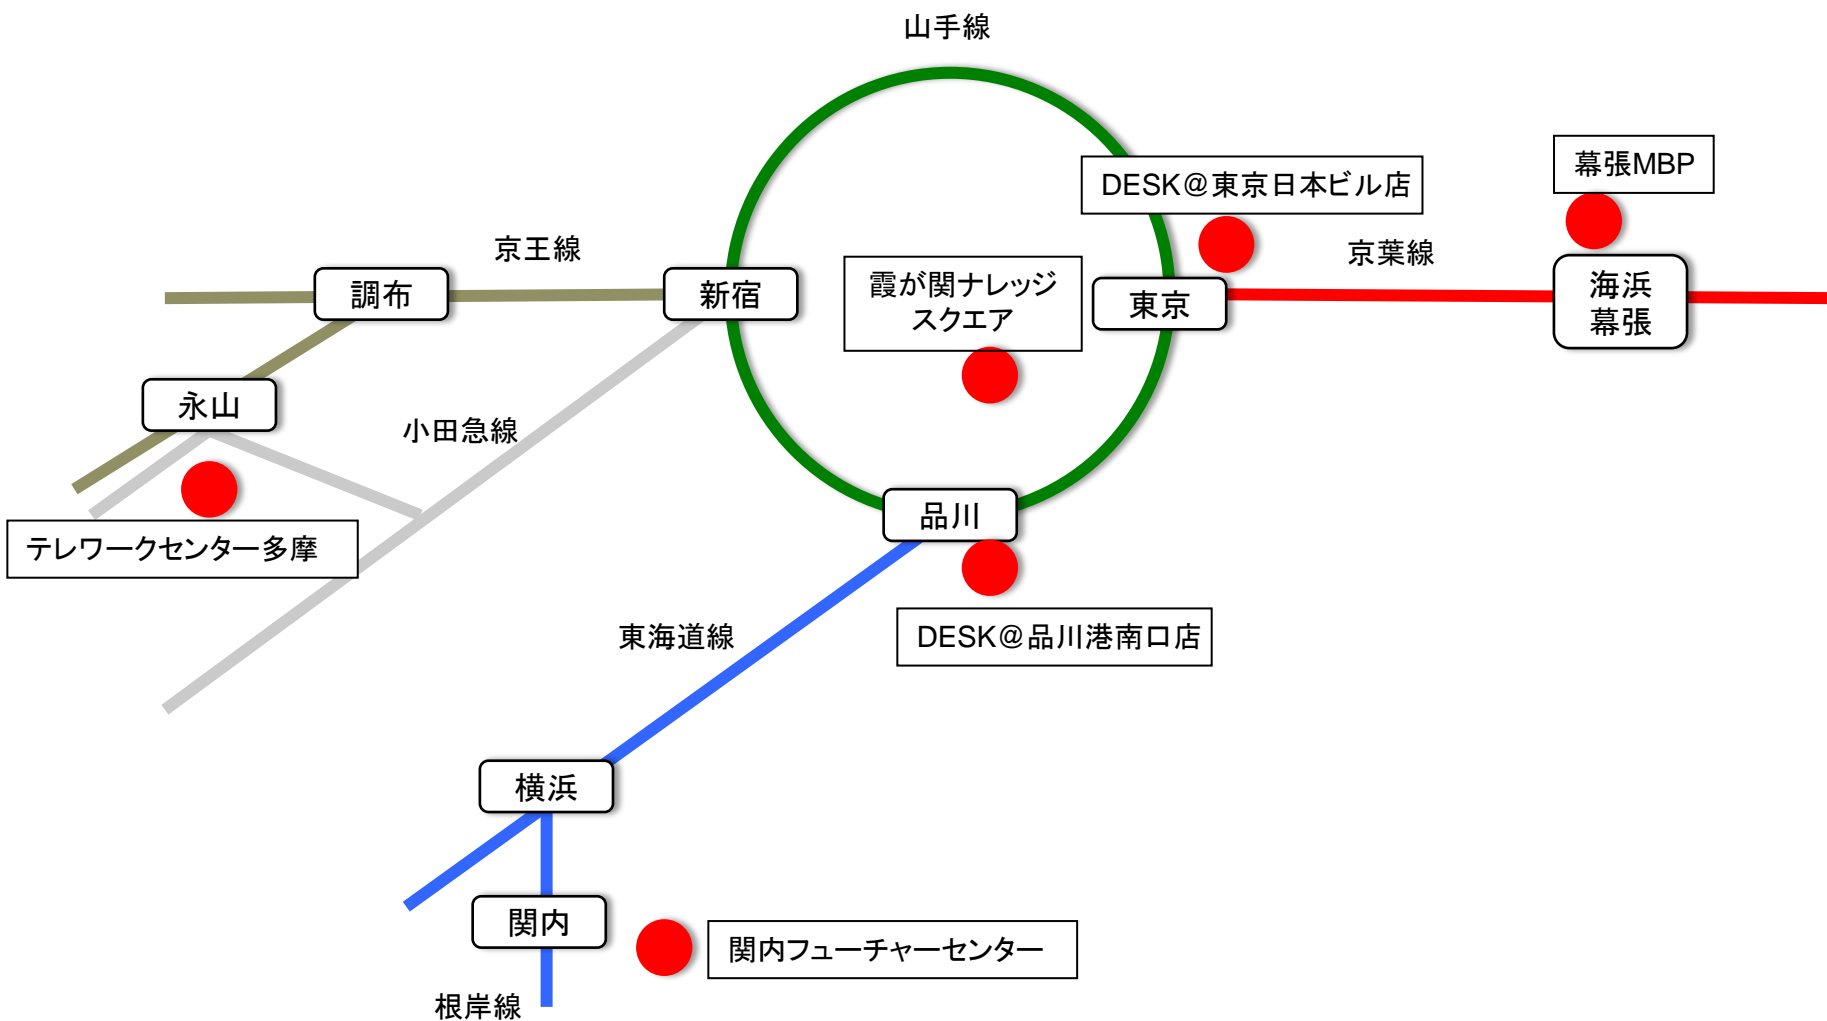 山手線
幕張MBP
DESK@東京日本ビル店
京王線
京葉線
調布
新宿
霞が関ナレッジ
スクエア
東京
海浜
幕張
永山
小田急線
品川
テレワークセンター多摩
東海道線
DESK@品川港南口店
横浜
関内
関内フューチャーセンター
根岸線